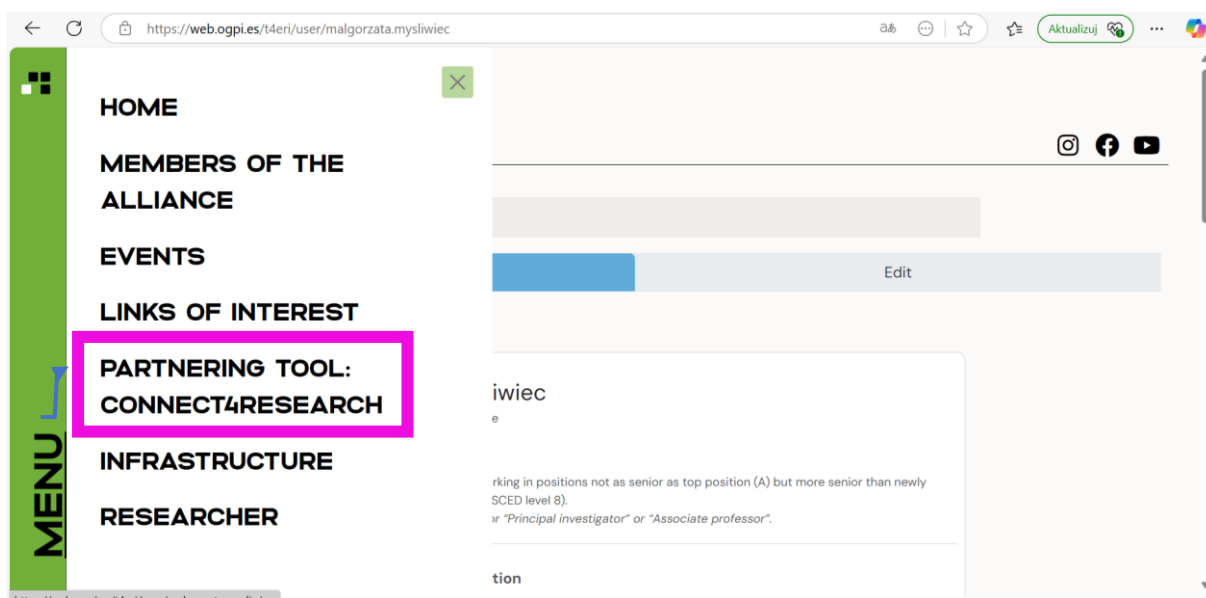 https://web.ogpi.es/t4eri/user/malgorzata.mysliwiec
Aktualizuj
HOME
MEMBERS OF THE
ALLIANCE
EVENTS
LINKS OF INTEREST
PARTNERING TOOL:
CONNECT4RESEARCH
INFRASTRUCTURE
RESEARCHER
MENU
Edit
iwiec
e
rking in positions not as senior as top position (A) but more senior than newly
SCED level 8).
or “Principal investigator” or “Associate professor”.
tion